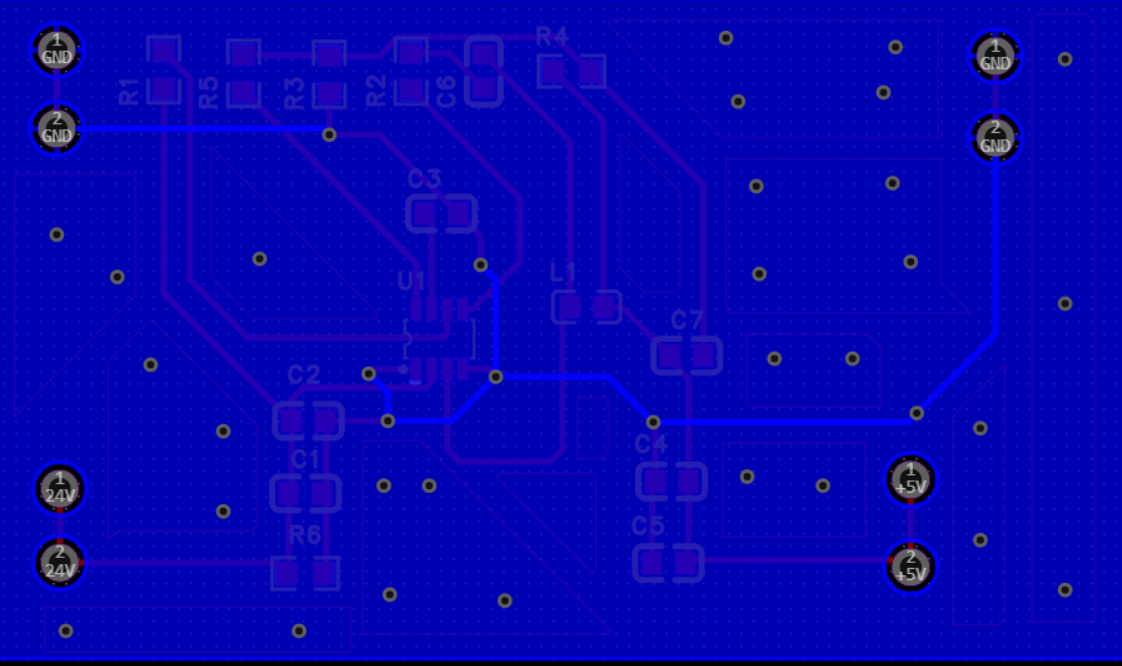 1
GND
2
GND
R1
R5
R3
R2
C6
R4
1
GND
2
GND
C3
U1
L1
C7
C2
C1
R6
C4
C5
1
24V
2
24V
1
+5V
2
+5V